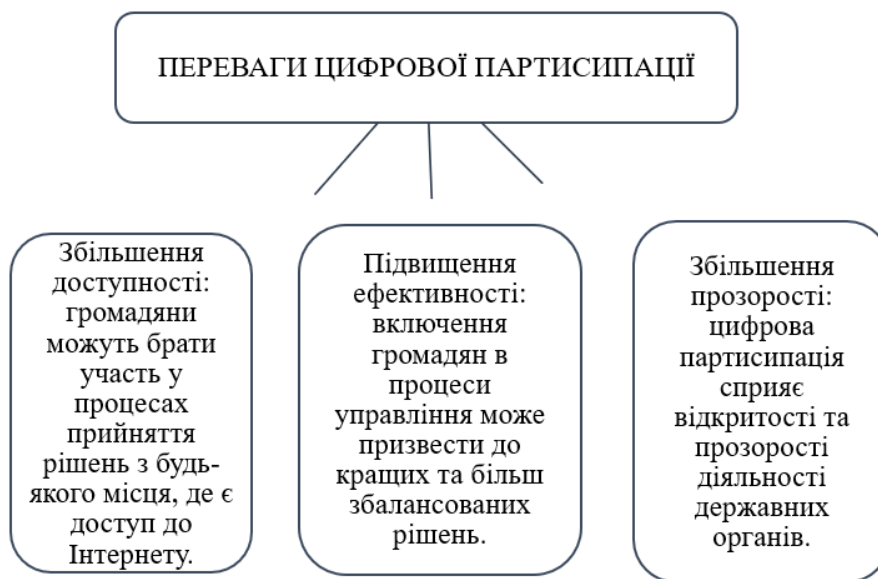 ПЕРЕВАГИ ЦИФРОВОЇ ПАРТИСИПАЦІЇ
Збільшення
доступності:
громадяни
можуть брати
участь у
процесах
прийняття
рішень з будь-
якого місця, де є
доступ до
Інтернету.
Підвищення
ефективності:
включення
громадян в
процеси
управління може
призвести до
кращих та більш
збалансованих
рішень.
Збільшення
прозорості:
цифрова
партисипація
сприяє
відкритості та
прозорості
діяльності
державних
органів.